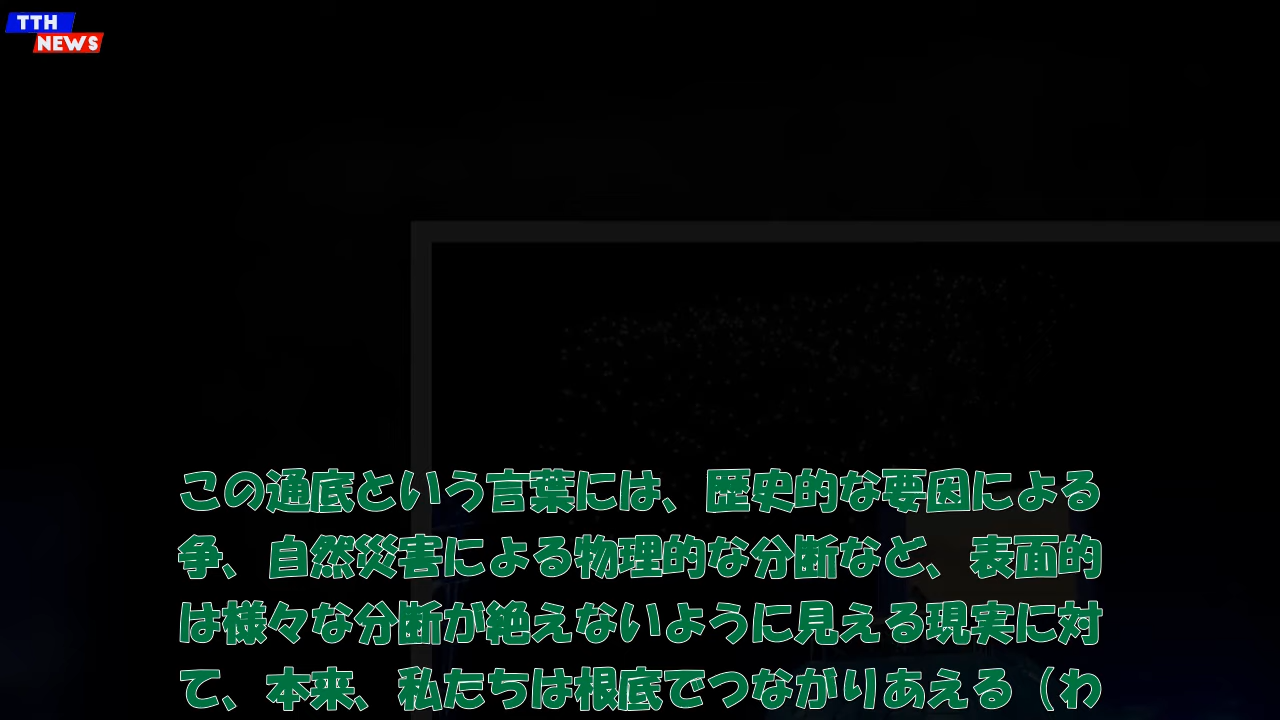 TTH
NEWS
この通底という言葉には、歴史的な要因による
争、自然災害による物理的な分断など、表面的
は様々な分断が絶えないように見える現実に対
て、本来、私たちは根底でつながりあえる（わ